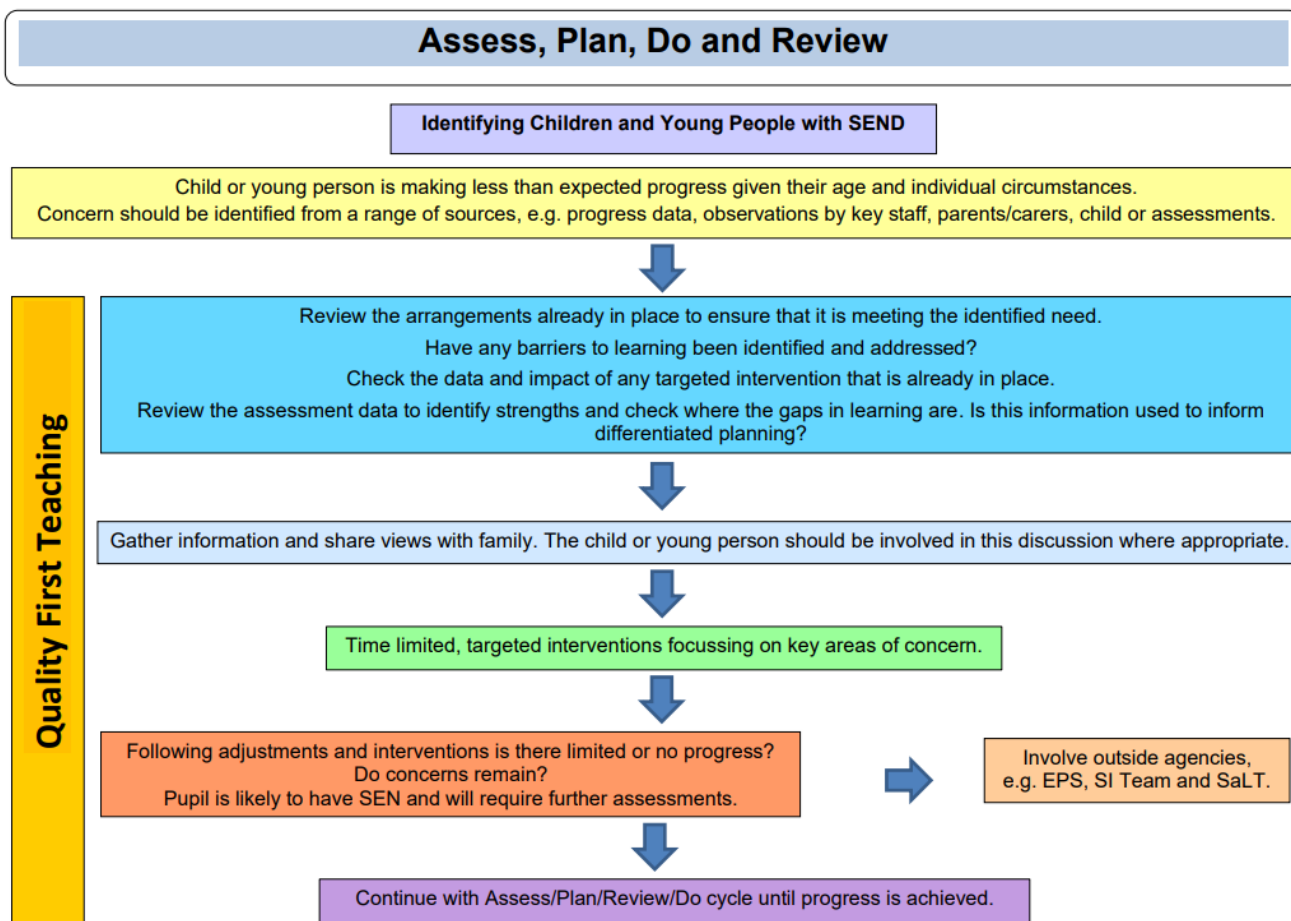 Assess, Plan, Do and Review
Identifying Children and Young People with SEND
Child or young person is making less than expected progress given their age and individual circumstances.
Concern should be identified from a range of sources, e.g. progress data, observations by key staff, parents/carers, child or assessments.
Quality First Teaching
Review the arrangements already in place to ensure that it is meeting the identified need.
Have any barriers to learning been identified and addressed?
Check the data and impact of any targeted intervention that is already in place.
Review the assessment data to identify strengths and check where the gaps in learning are. Is this information used to inform
differentiated planning?
Gather information and share views with family. The child or young person should be involved in this discussion where appropriate.
Time limited, targeted interventions focussing on key areas of concern.
Following adjustments and interventions is there limited or no progress?
Do concerns remain?
Pupil is likely to have SEN and will require further assessments.
Involve outside agencies,
e.g. EPS, SI Team and SaLT.
Continue with Assess/Plan/Review/Do cycle until progress is achieved.